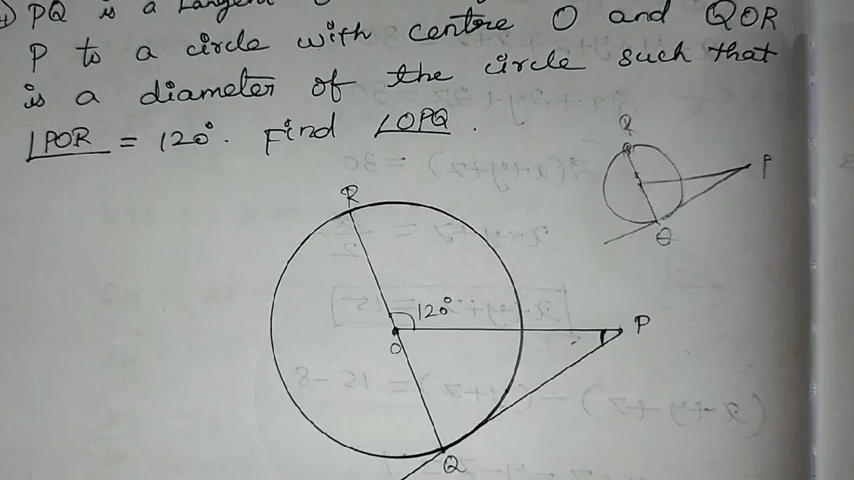 PQ is a
P to a circle with centre O and QOR
is a diameter of the circle such that
∠POR = 120°. Find ∠OPQ.
P
Q
R
120°
P
O
Q